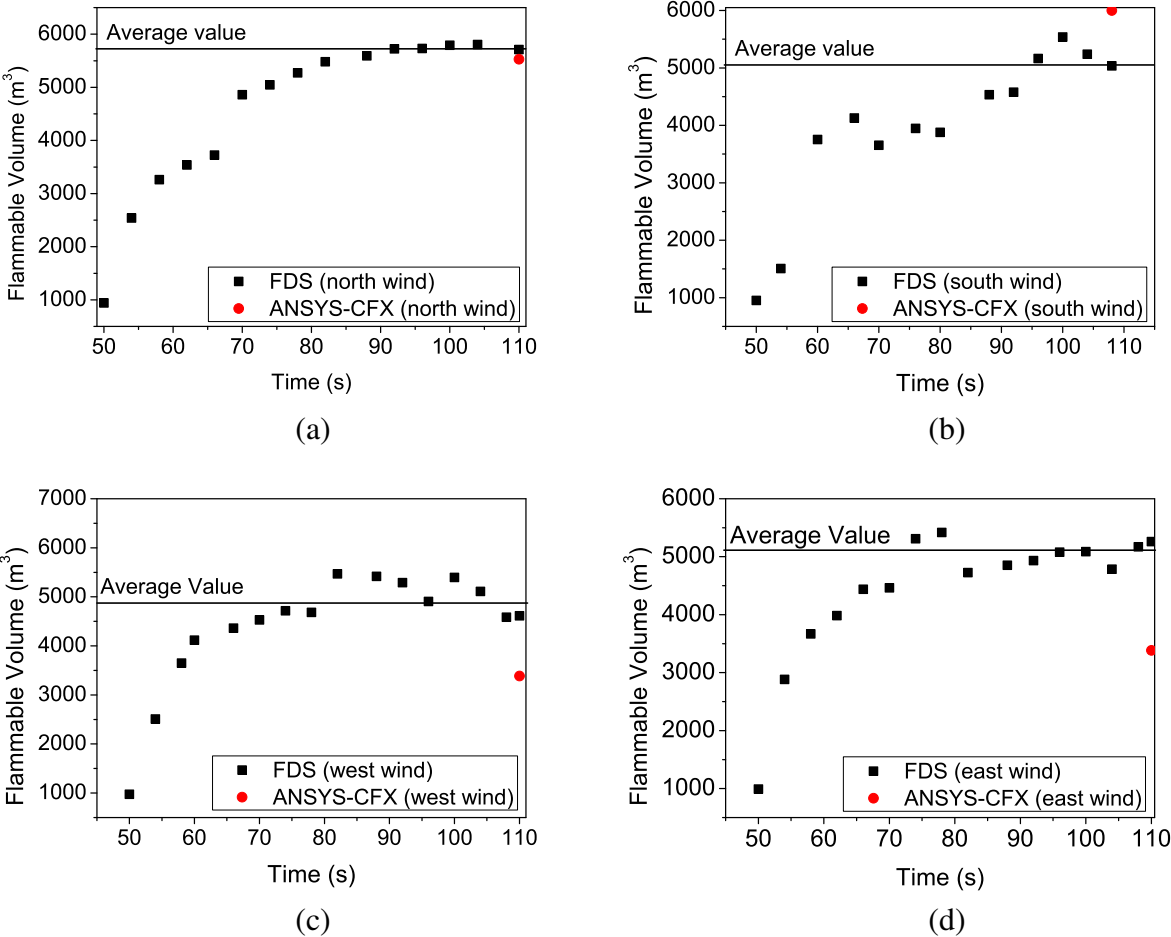 Average value
6000
5000
4000
3000
2000
1000
Flammable Volume (m³)
FDS (north wind)
ANSYS-CFX (north wind)
50 60 70 80 90 100 110
Time (s)
(a)
Average value
6000
5000
4000
3000
2000
1000
Flammable Volume (m³)
FDS (south wind)
ANSYS-CFX (south wind)
50 60 70 80 90 100 110
Time (s)
(b)
Average Value
7000
6000
5000
4000
3000
2000
1000
Flammable Volume (m³)
FDS (west wind)
ANSYS-CFX (west wind)
50 60 70 80 90 100 110
Time (s)
(c)
Average Value
6000
5000
4000
3000
2000
1000
Flammable Volume (m³)
FDS (east wind)
ANSYS-CFX (east wind)
50 60 70 80 90 100 110
Time (s)
(d)